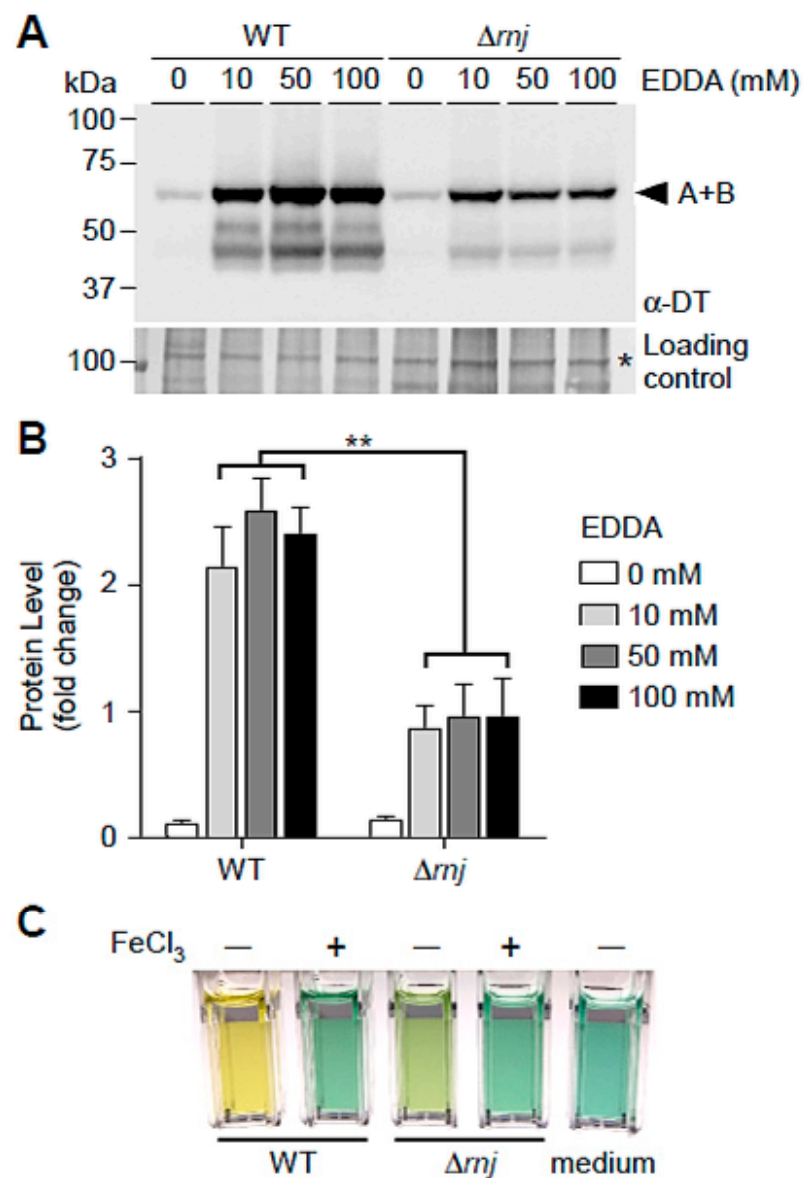 A
WT Δrnj
kDa 0 10 50 100 0 10 50 100 EDDA (mM)
100
75
A+B
50
37
α-DT
100 * Loading control
B
3
**
2
1
0
Protein Level (fold change)
WT Δrnj
EDDA
0 mM
10 mM
50 mM
100 mM
C
FeCl3 — + — + —
WT Δrnj medium